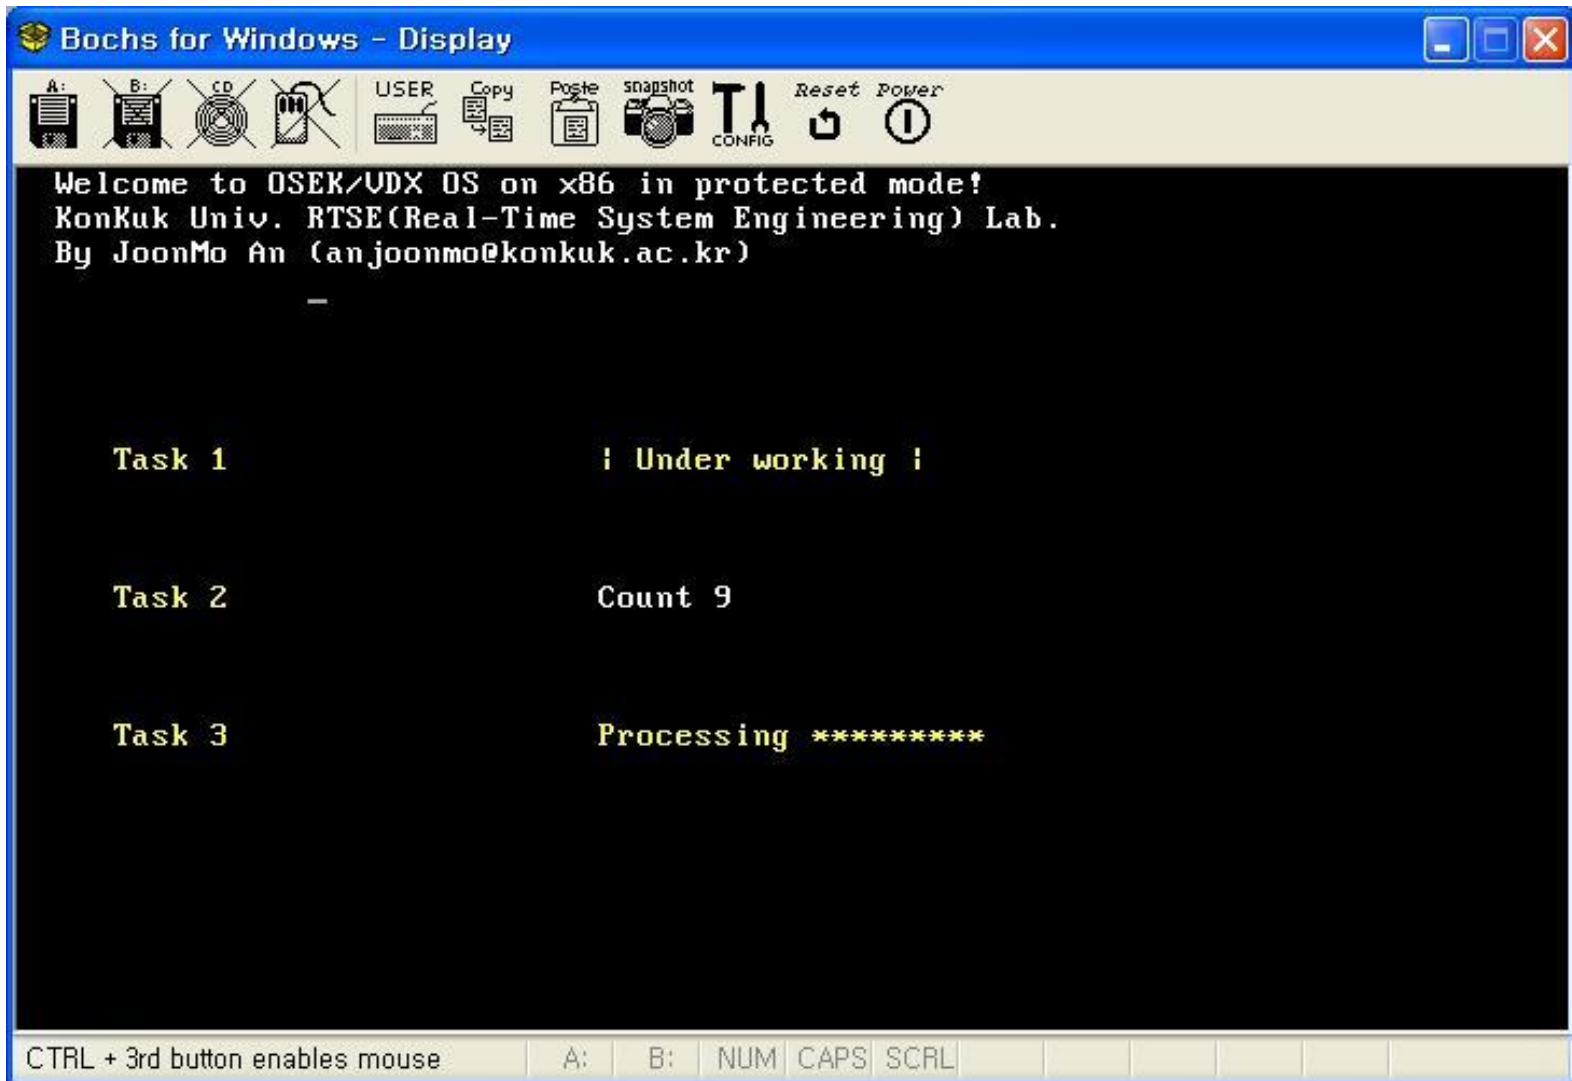 Bochs for Windows - Display
A: B: CD USER Copy Paste snapshot CONFIG Reset Power
Welcome to OSEK/VDX OS on x86 in protected mode!
KonKuk Univ. RTSE(Real-Time System Engineering) Lab.
By JoonMo An (anjoonmo@konkuk.ac.kr)
_
Task 1 ¦ Under working ¦
Task 2 Count 9
Task 3 Processing *********
CTRL + 3rd button enables mouse A: B: NUM CAPS SCRL